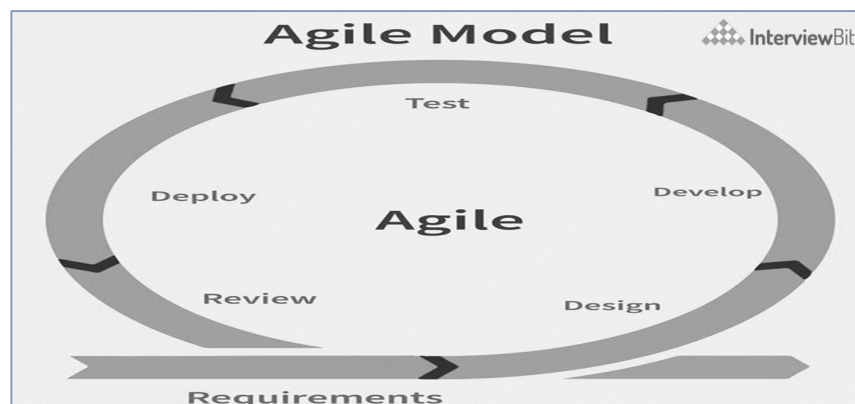 Agile Model
InterviewBit
Test
Deploy
Develop
Agile
Review
Design
Requirements